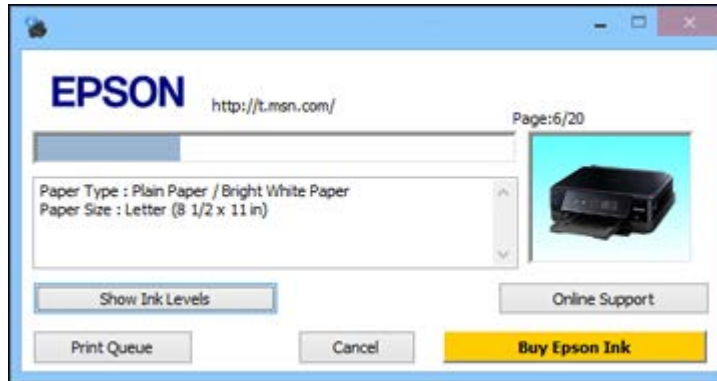 EPSON
http://t.msn.com/
Page:6/20
Paper Type : Plain Paper / Bright White Paper
Paper Size : Letter (8 1/2 x 11 in)
Show Ink Levels
Online Support
Print Queue
Cancel
Buy Epson Ink